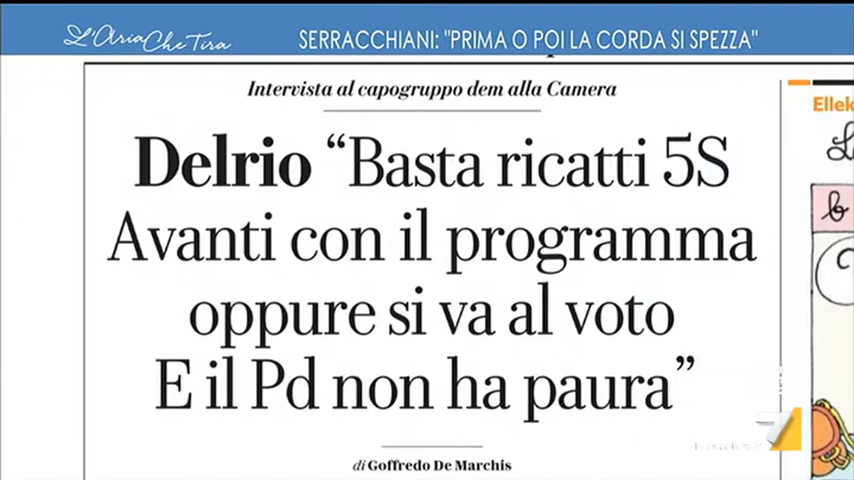 L'Aria Che Tira
SERRACCHIANI: "PRIMA O POI LA CORDA SI SPEZZA"
Intervista al capogruppo dem alla Camera
Delrio “Basta ricatti 5S
Avanti con il programma
oppure si va al voto
E il Pd non ha paura”
di Goffredo De Marchis
Ellek
b
7